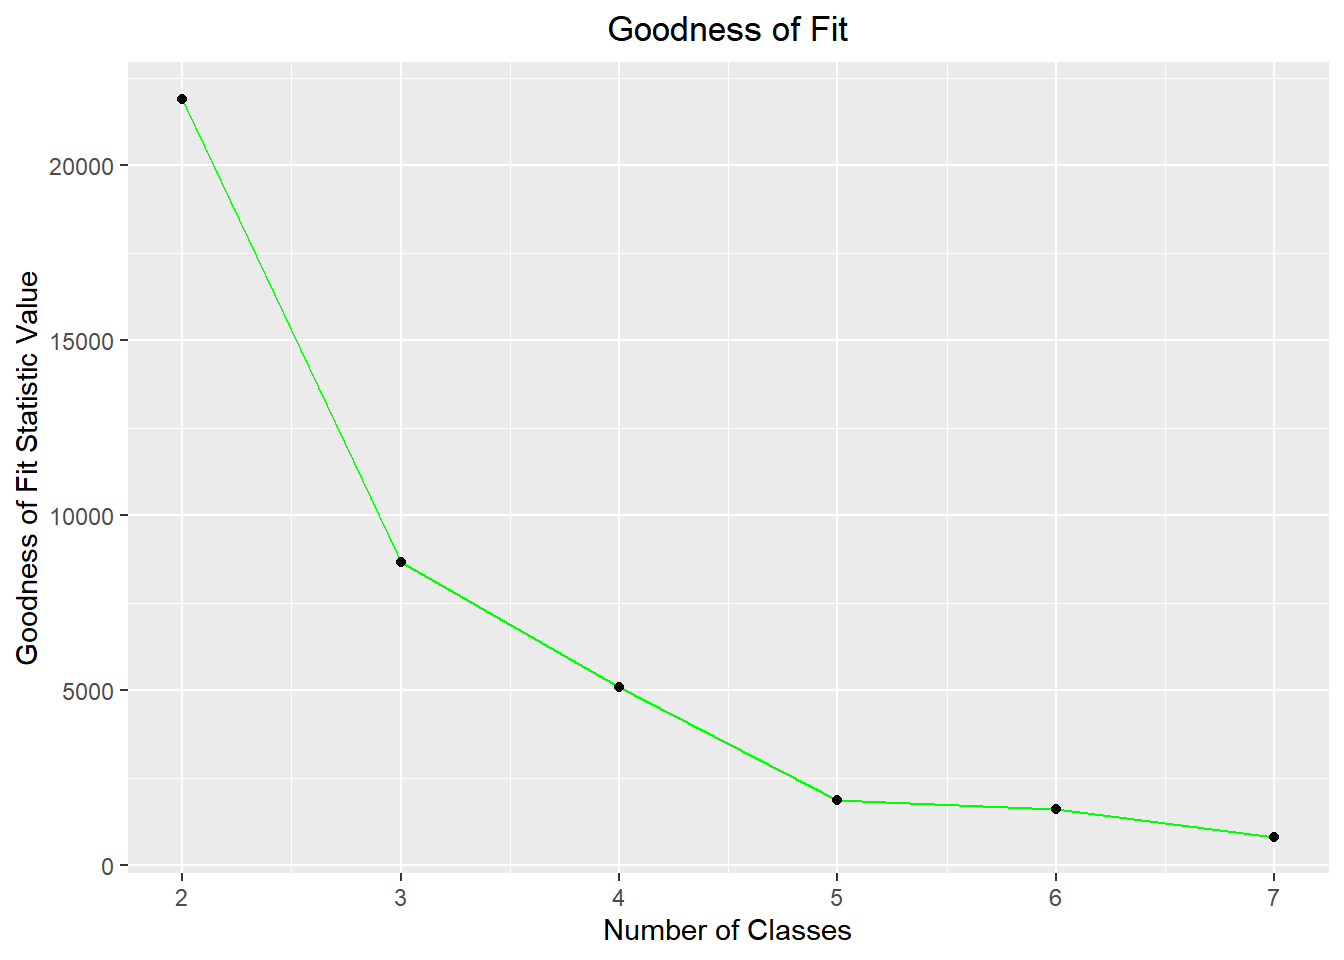 Goodness of Fit
Goodness of Fit Statistic Value
20000
15000
10000
5000
0
2 3 4 5 6 7
Number of Classes